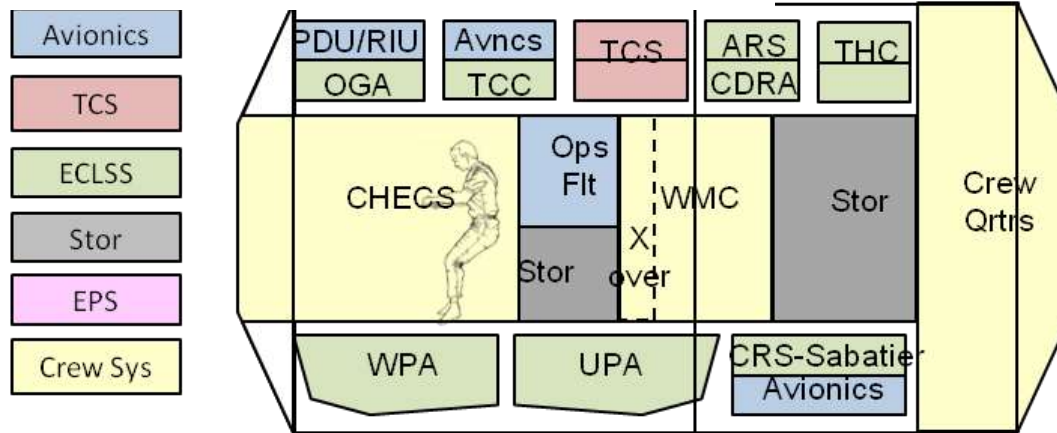 Avionics
TCS
ECLSS
Stor
EPS
Crew Sys
PDU/RIU
OGA
Avncs
TCC
TCS
ARS
CDRA
THC
CHECS
Ops
Flt
Stor
X
over
WMC
Stor
Crew
Qrtrs
WPA
UPA
CRS-Sabatier
Avionics